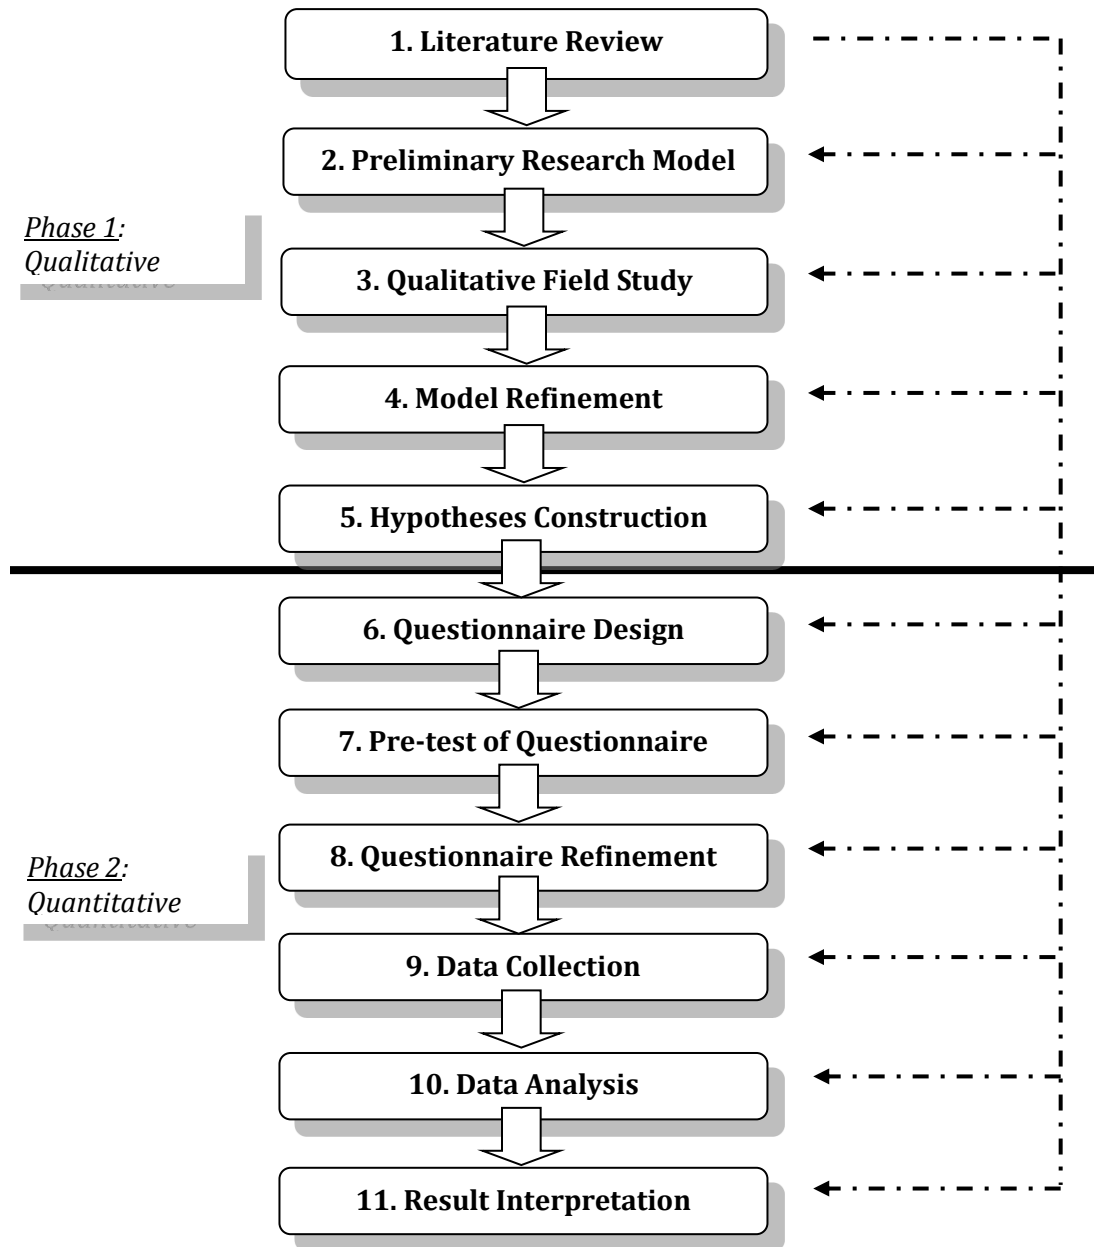 1. Literature Review
2. Preliminary Research Model
Phase 1:
Qualitative
3. Qualitative Field Study
4. Model Refinement
5. Hypotheses Construction
6. Questionnaire Design
7. Pre-test of Questionnaire
8. Questionnaire Refinement
Phase 2:
Quantitative
9. Data Collection
10. Data Analysis
11. Result Interpretation